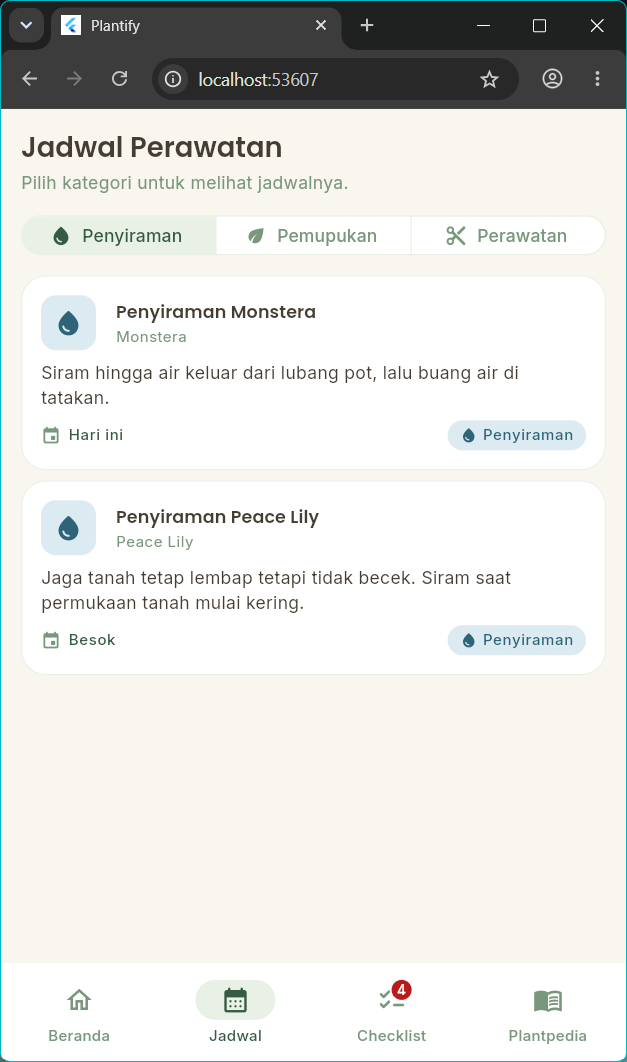 Plantify
localhost:53607
Jadwal Perawatan
Pilih kategori untuk melihat jadwalnya.
Penyiraman
Pemupukan
Perawatan
Penyiraman Monstera
Monstera
Siram hingga air keluar dari lubang pot, lalu buang air di
tatakan.
Hari ini
Penyiraman
Penyiraman Peace Lily
Peace Lily
Jaga tanah tetap lembap tetapi tidak becek. Siram saat
permukaan tanah mulai kering.
Besok
Penyiraman
4
Beranda
Jadwal
Checklist
Plantpedia